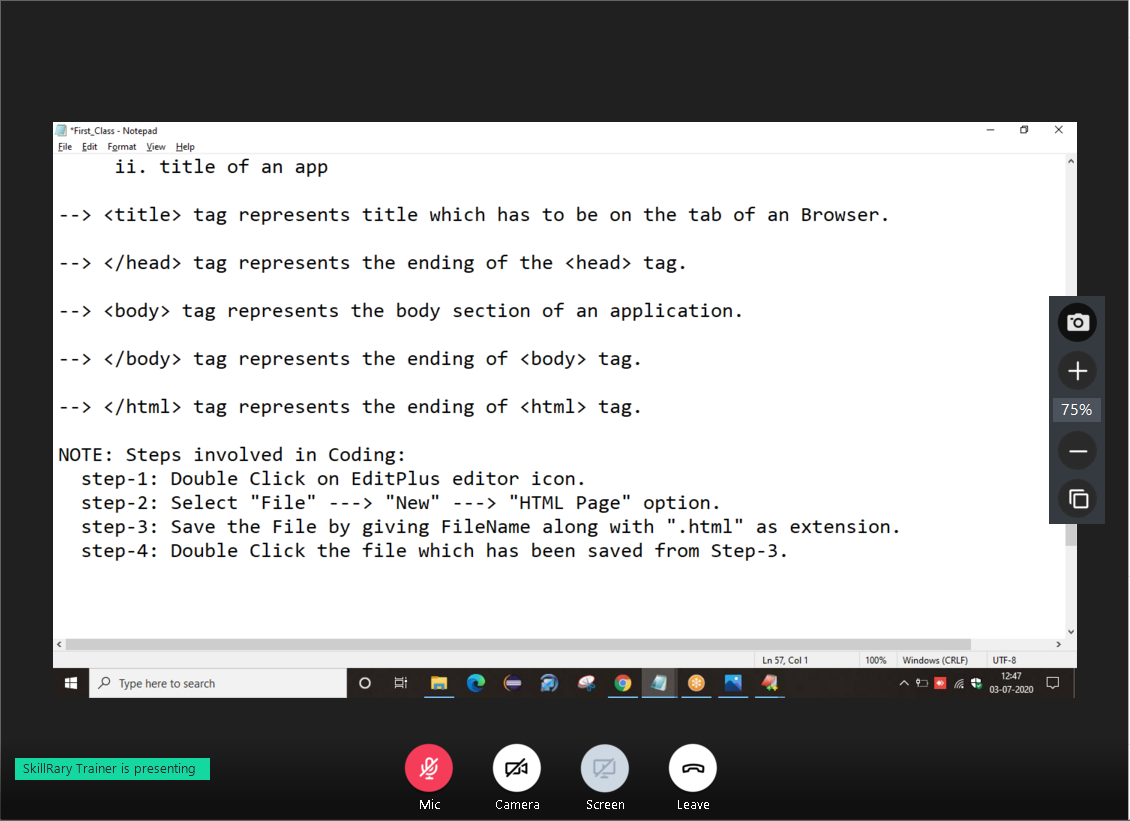 *First_Class - Notepad
File Edit Format View Help
ii. title of an app
--> <title> tag represents title which has to be on the tab of an Browser.
--> </head> tag represents the ending of the <head> tag.
--> <body> tag represents the body section of an application.
--> </body> tag represents the ending of <body> tag.
--> </html> tag represents the ending of <html> tag.
NOTE: Steps involved in Coding:
step-1: Double Click on EditPlus editor icon.
step-2: Select "File" ---> "New" ---> "HTML Page" option.
step-3: Save the File by giving FileName along with ".html" as extension.
step-4: Double Click the file which has been saved from Step-3.
75%
Ln 57, Col 1 100% Windows (CRLF) UTF-8
Type here to search
12:47
03-07-2020
SkillRary Trainer is presenting
Mic Camera Screen Leave